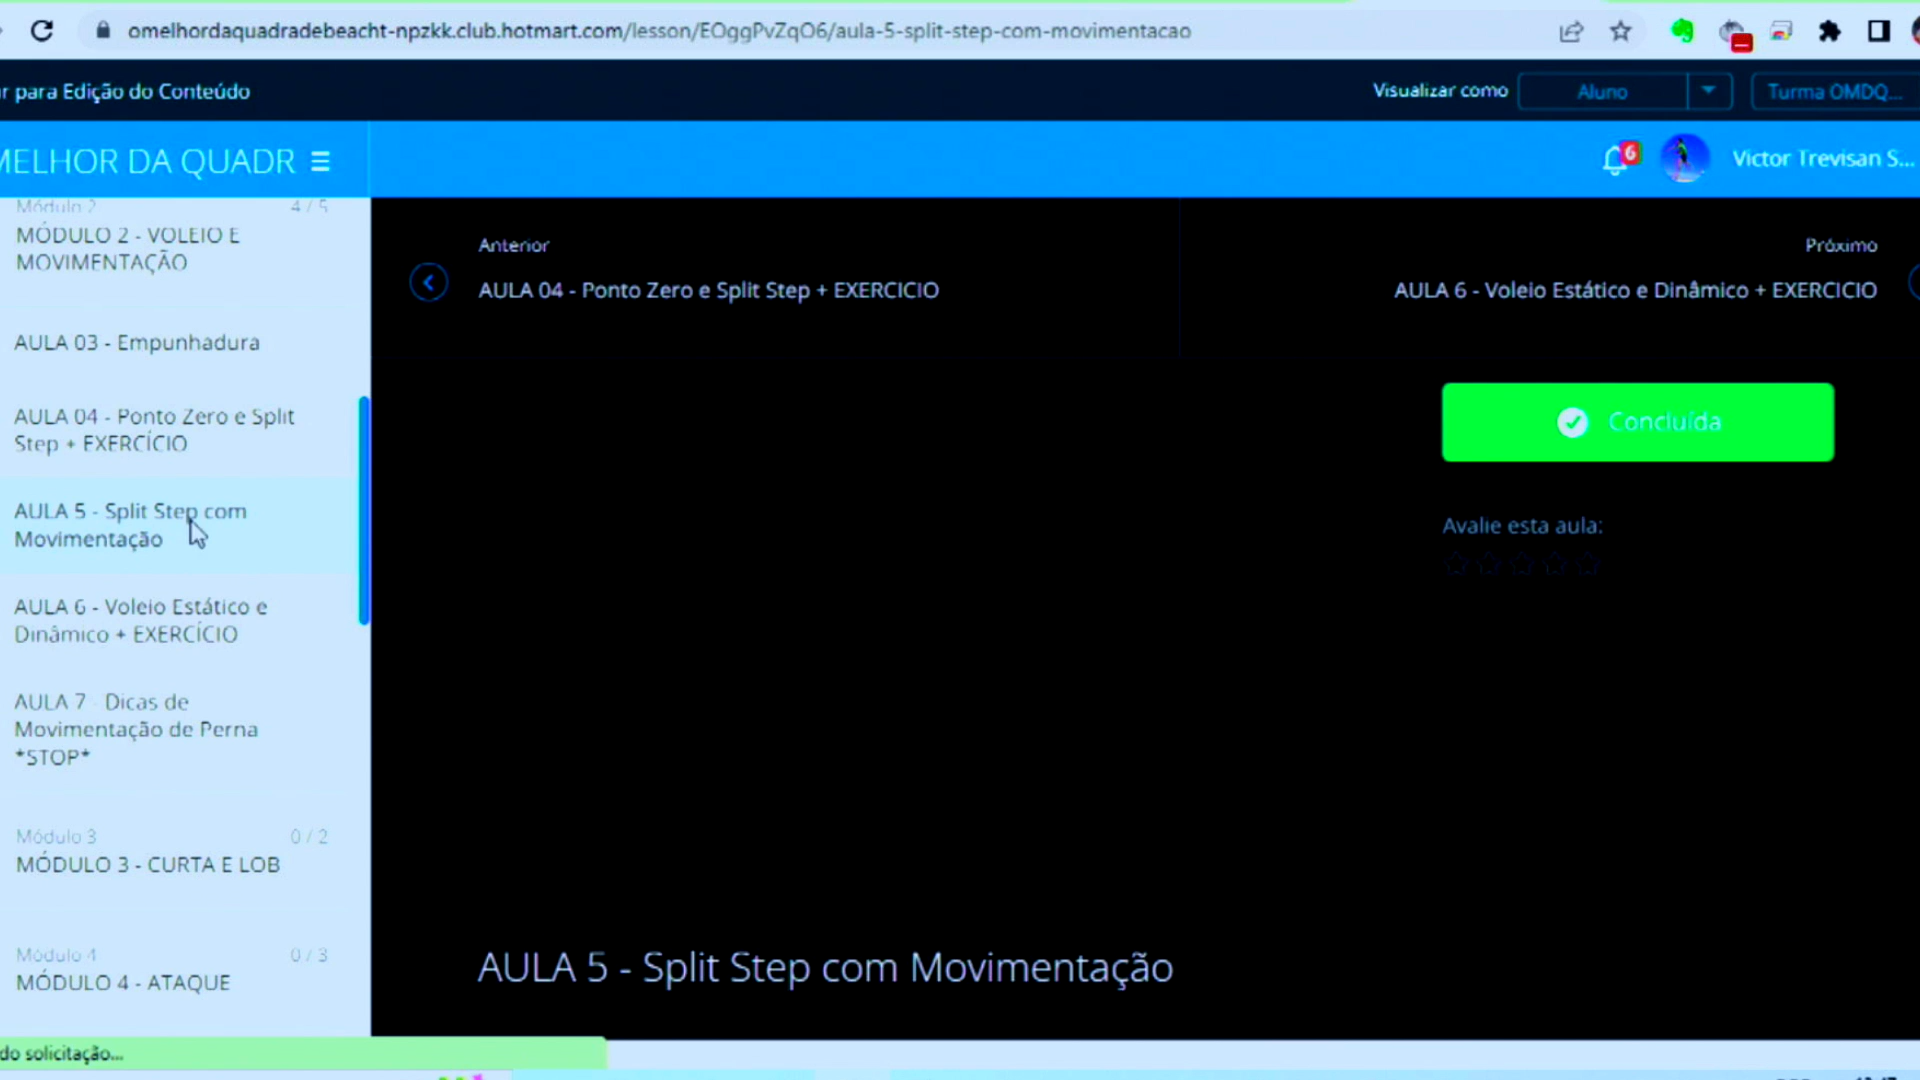 omelhordaquadradebeacht-npzkk.club.hotmart.com/lesson/EOggPvZqO6/aula-5-split-step-com-movimentacao
r para Edição do Conteúdo
Visualizar como
Aluno
Turma OMDQ...
MELHOR DA QUADR
6
Victor Trevisan S...
Módulo 2
4 / 5
MÓDULO 2 - VOLEIO E
MOVIMENTAÇÃO
AULA 03 - Empunhadura
AULA 04 - Ponto Zero e Split
Step + EXERCÍCIO
AULA 5 - Split Step com
Movimentação
AULA 6 - Voleio Estático e
Dinâmico + EXERCÍCIO
AULA 7 - Dicas de
Movimentação de Perna
*STOP*
Módulo 3
0 / 2
MÓDULO 3 - CURTA E LOB
Módulo 4
0 / 3
MÓDULO 4 - ATAQUE
Anterior
AULA 04 - Ponto Zero e Split Step + EXERCICIO
Próximo
AULA 6 - Voleio Estático e Dinâmico + EXERCICIO
Concluída
Avalie esta aula:
AULA 5 - Split Step com Movimentação
do solicitação...